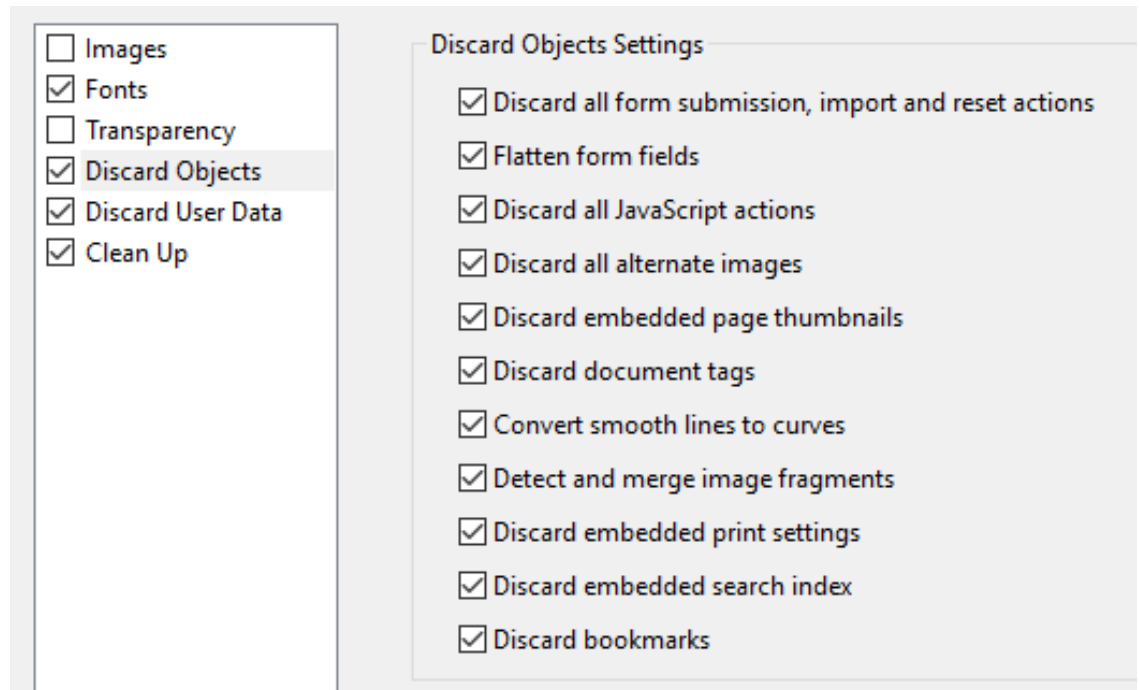 Images
Fonts
Transparency
Discard Objects
Discard User Data
Clean Up
Discard Objects Settings
Discard all form submission, import and reset actions
Flatten form fields
Discard all JavaScript actions
Discard all alternate images
Discard embedded page thumbnails
Discard document tags
Convert smooth lines to curves
Detect and merge image fragments
Discard embedded print settings
Discard embedded search index
Discard bookmarks